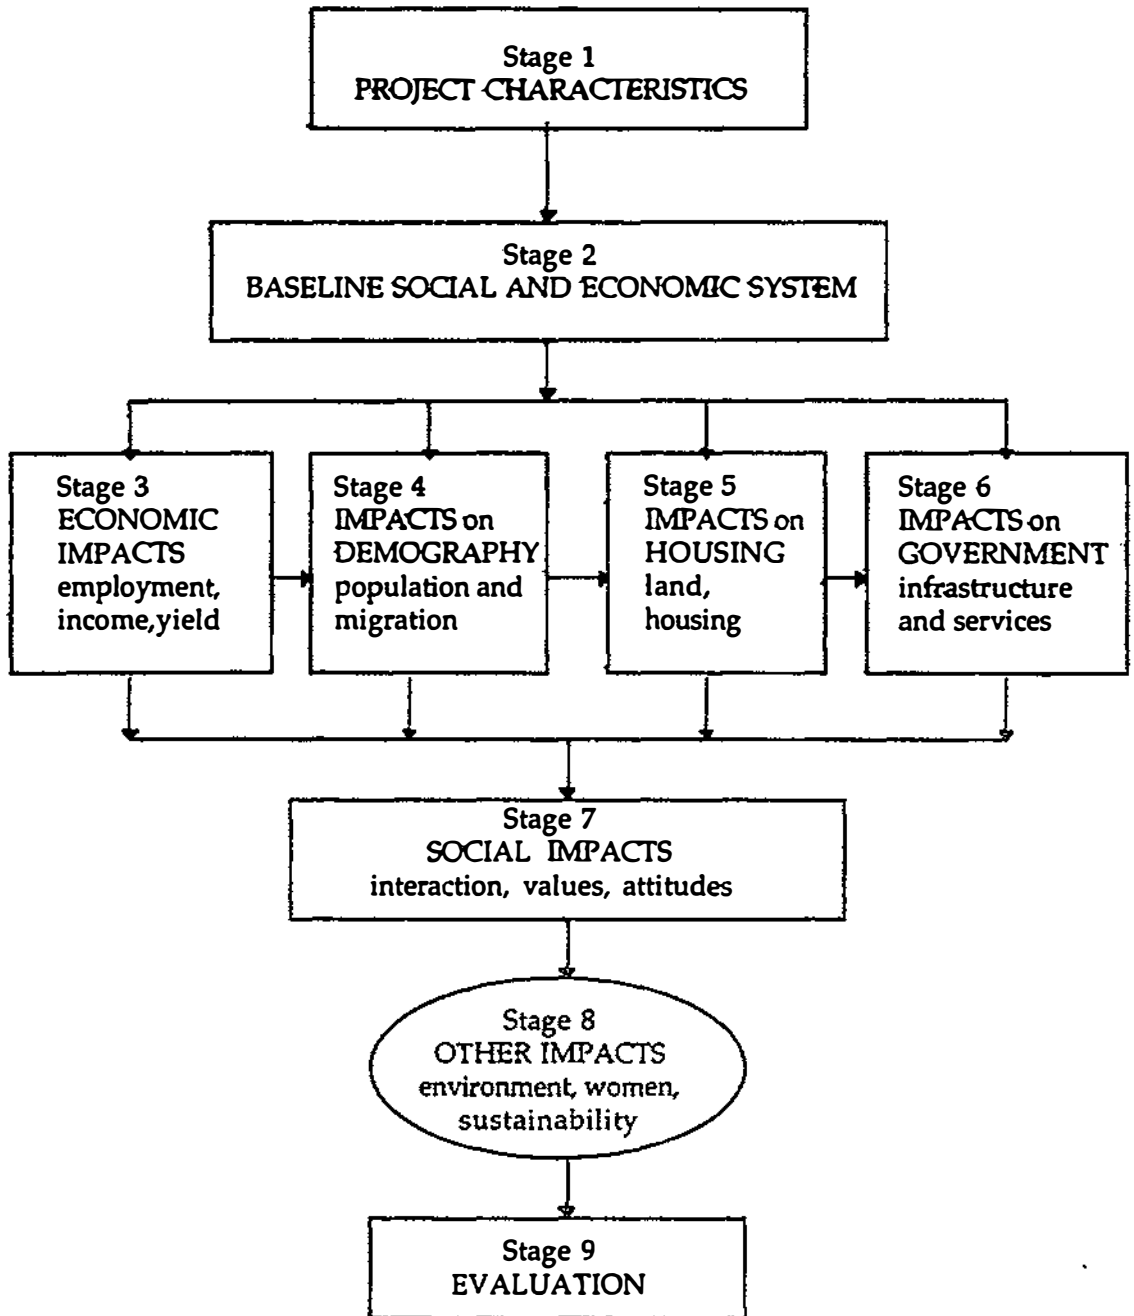 Stage 1
PROJECT CHARACTERISTICS
Stage 2
BASELINE SOCIAL AND ECONOMIC SYSTEM
Stage 3
ECONOMIC
IMPACTS
employment,
income,yield
Stage 4
IMPACTS on
DEMOGRAPHY
population and
migration
Stage 5
IMPACTS on
HOUSING
land,
housing
Stage 6
IMPACTS on
GOVERNMENT
infrastructure
and services
Stage 7
SOCIAL IMPACTS
interaction, values, attitudes
Stage 8
OTHER IMPACTS
environment, women,
sustainability
Stage 9
EVALUATION